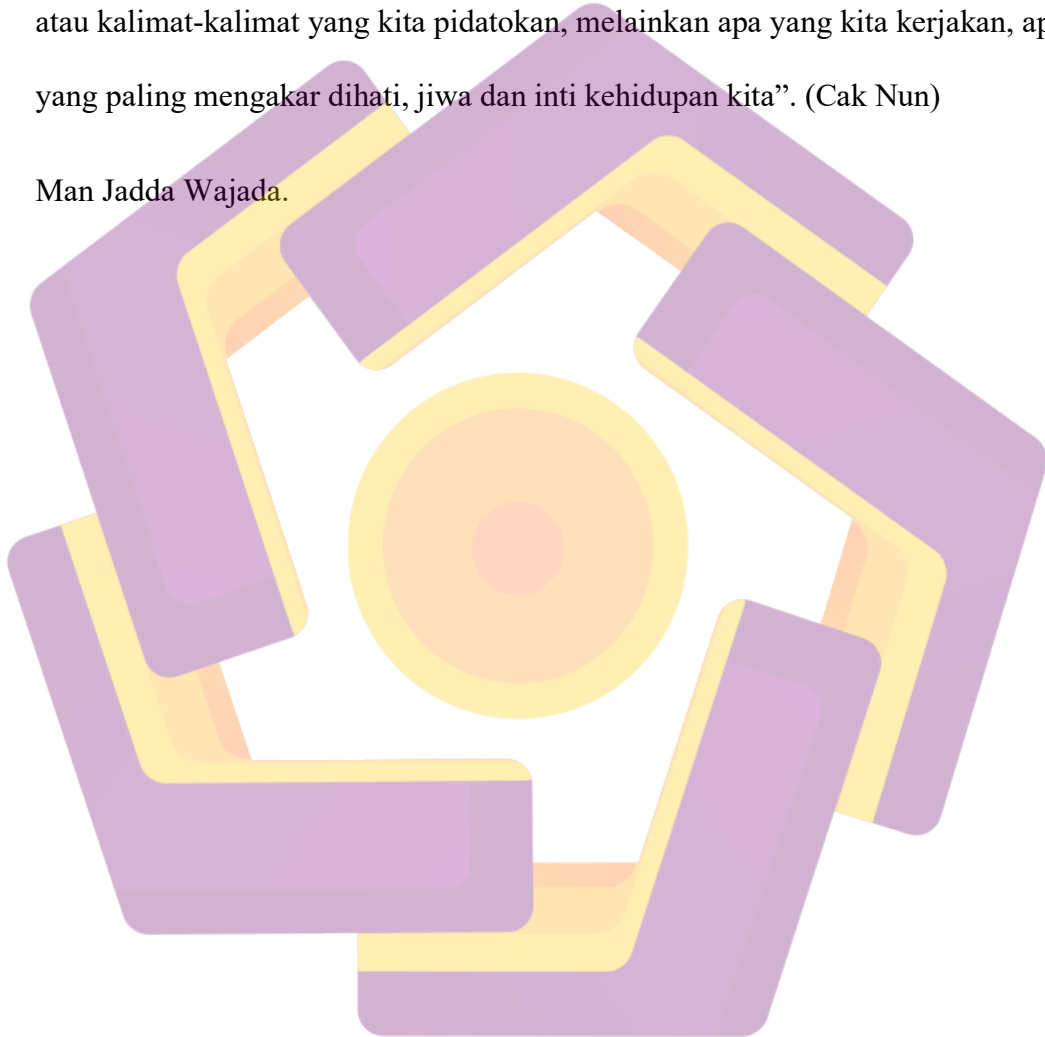 atau kalimat-kalimat yang kita pidatokan, melainkan apa yang kita kerjakan,
yang paling mengakar dihati, jiwa dan inti kehidupan kita”. (Cak Nun)
Man Jadda Wajada.